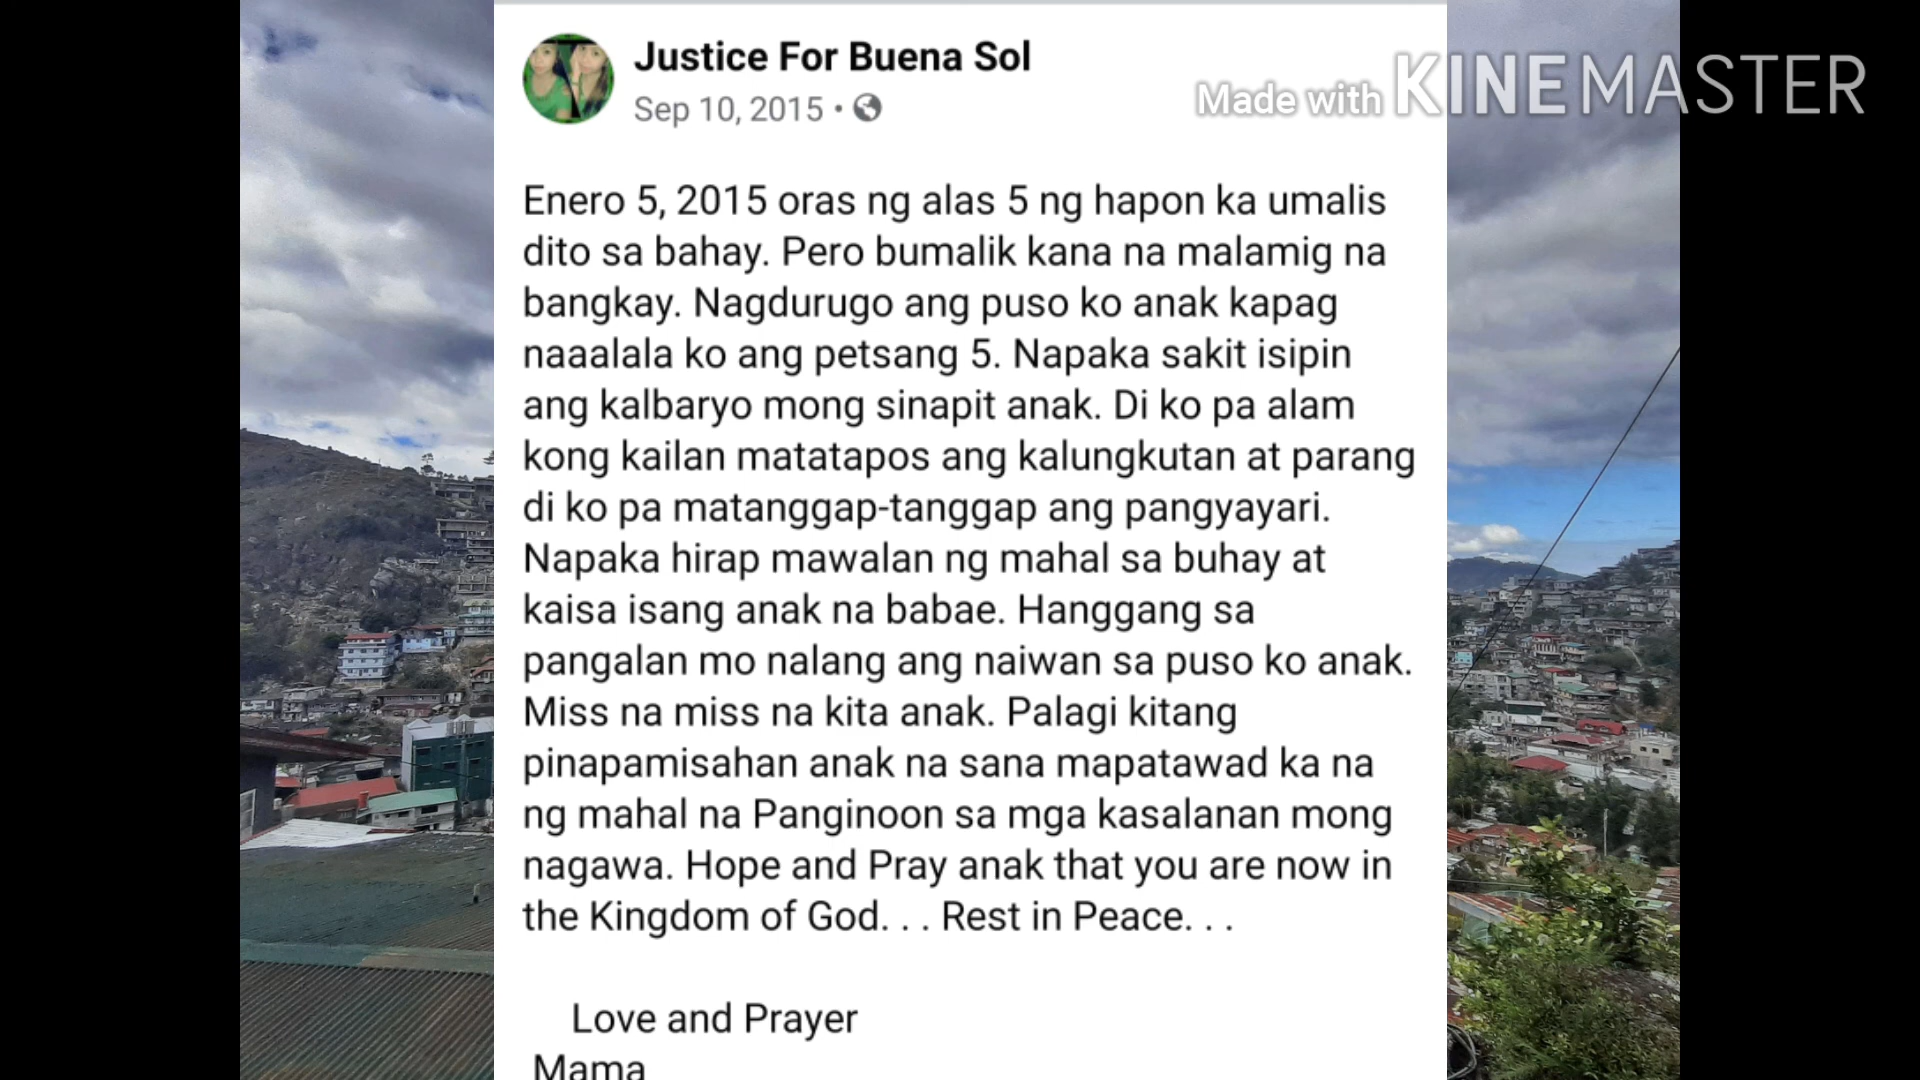 Justice For Buena Sol
Sep 10, 2015 •
Made with KINEMASTER
Enero 5, 2015 oras ng alas 5 ng hapon ka umalis
dito sa bahay. Pero bumalik kana na malamig na
bangkay. Nagdurugo ang puso ko anak kapag
naaalala ko ang petsang 5. Napaka sakit isipin
ang kalbaryo mong sinapit anak. Di ko pa alam
kong kailan matatapos ang kalungkutan at parang
di ko pa matanggap-tanggap ang pangyayari.
Napaka hirap mawalan ng mahal sa buhay at
kaisa isang anak na babae. Hanggang sa
pangalan mo nalang ang naiwan sa puso ko anak.
Miss na miss na kita anak. Palagi kitang
pinapamisahan anak na sana mapatawad ka na
ng mahal na Panginoon sa mga kasalanan mong
nagawa. Hope and Pray anak that you are now in
the Kingdom of God. . . Rest in Peace. . .
Love and Prayer
Mama